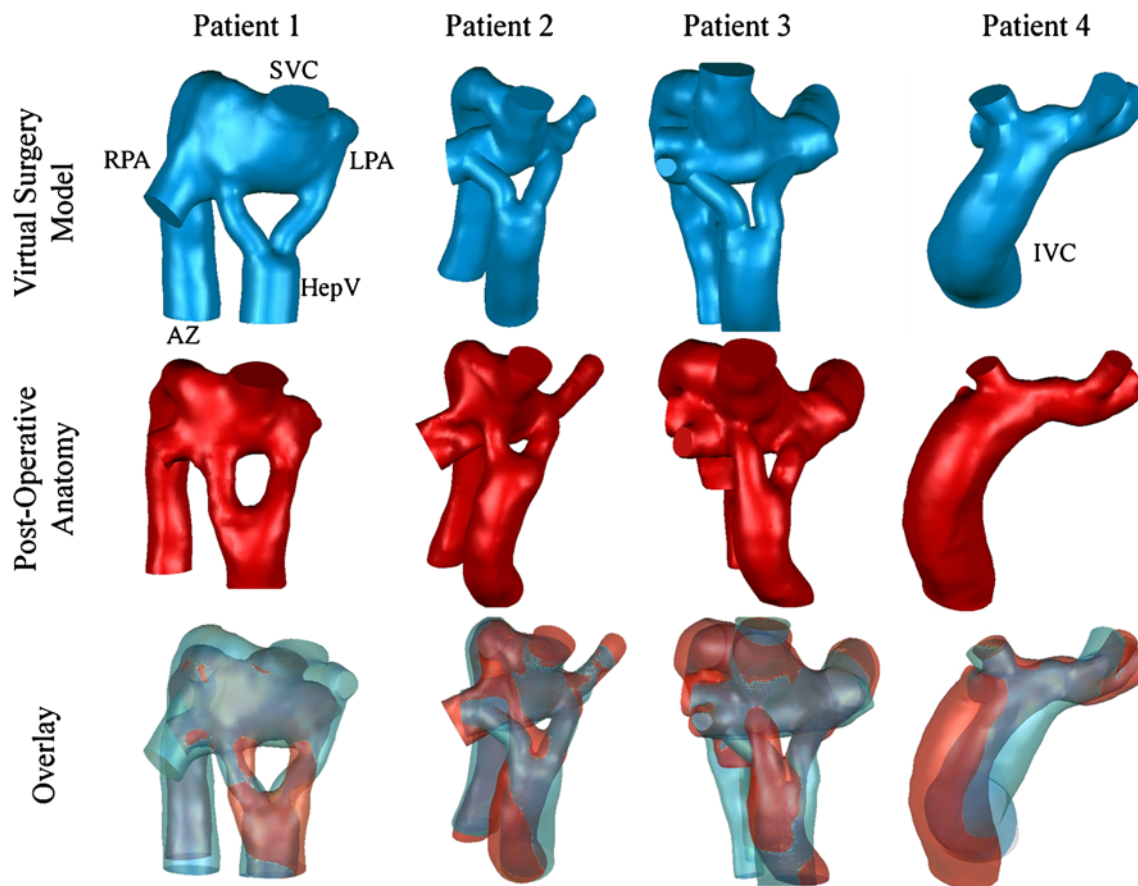 Patient 1
Patient 2
Patient 3
Patient 4
Virtual Surgery
Model
SVC
RPA
LPA
HepV
AZ
IVC
Post-Operative
Anatomy
Overlay